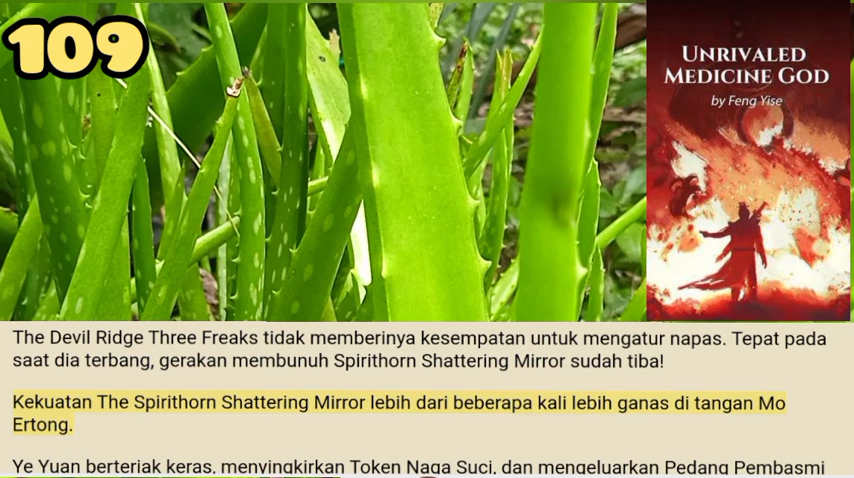 109
UNRIVALED
MEDICINE GOD
by Feng Yise
The Devil Ridge Three Freaks tidak memberinya kesempatan untuk mengatur napas. Tepat pada
saat dia terbang, gerakan membunuh Spirithorn Shattering Mirror sudah tiba!
Kekuatan The Spirithorn Shattering Mirror lebih dari beberapa kali lebih ganas di tangan Mo
Ertong.
Ye Yuan berteriak keras, menyingkirkan Token Naga Suci, dan mengeluarkan Pedang Pembasmi